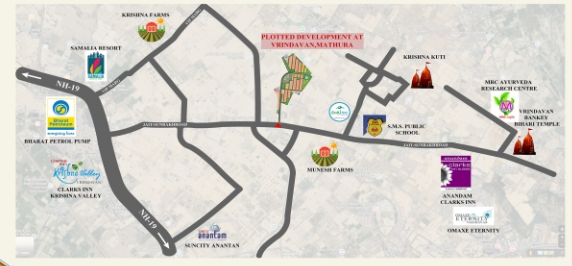 KRISHNA FARMS
SAMALIA RESORT
NH-19
BHARAT PETROL PUMP
CLARKS INN
KRISHNA VALLEY
NH-19
SUNCITY ANANTAN
anantam
PLOTTED DEVELOPMENT AT
VRINDAVAN,MATHURA
KRISHNA KUTI
MRC AYURVEDA
RESEARCH CENTRE
VRINDAVAN
BANKEY
BIHARI TEMPLE
S.M.S. PUBLIC
SCHOOL
MUNESH FARMS
ANANDAM
CLARKS INN
OMAXE ETERNITY